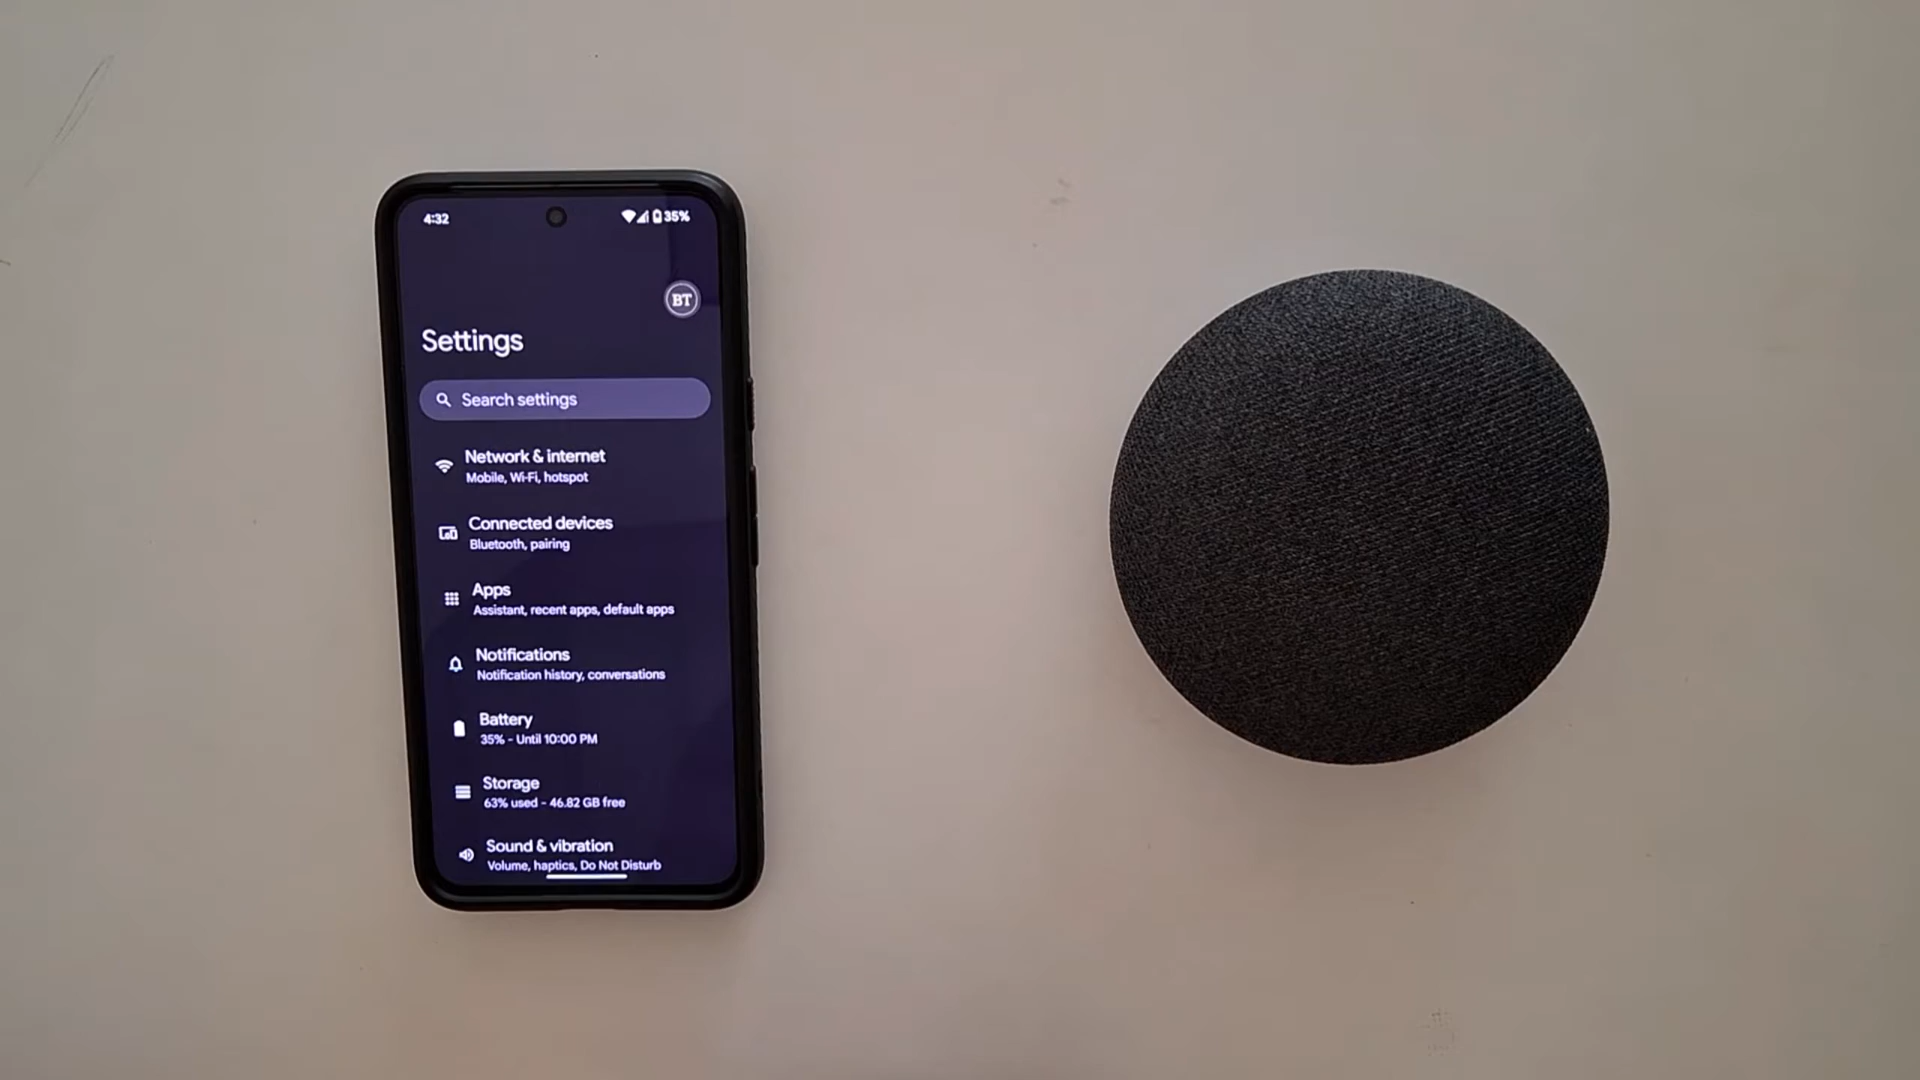 4:32
35%
BT
Settings
Search settings
Network & internet
Mobile, Wi-Fi, hotspot
Connected devices
Bluetooth, pairing
Apps
Assistant, recent apps, default apps
Notifications
Notification history, conversations
Battery
35% - Until 10:00 PM
Storage
63% used - 46.82 GB free
Sound & vibration
Volume, haptics, Do Not Disturb